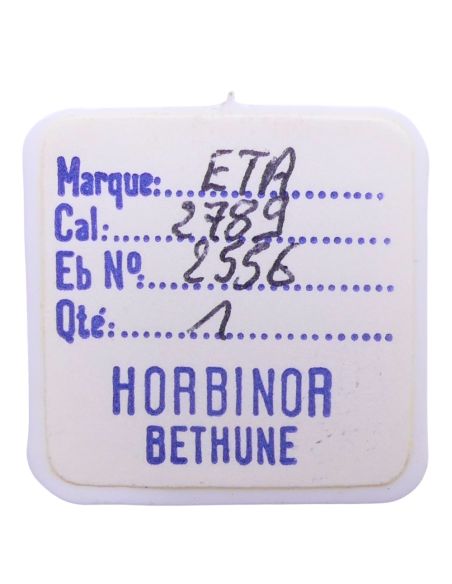 Marque: ETA
Cal: 2789
Eb Nº: 2556
Qté: 1
HORBINOR
BETHUNE